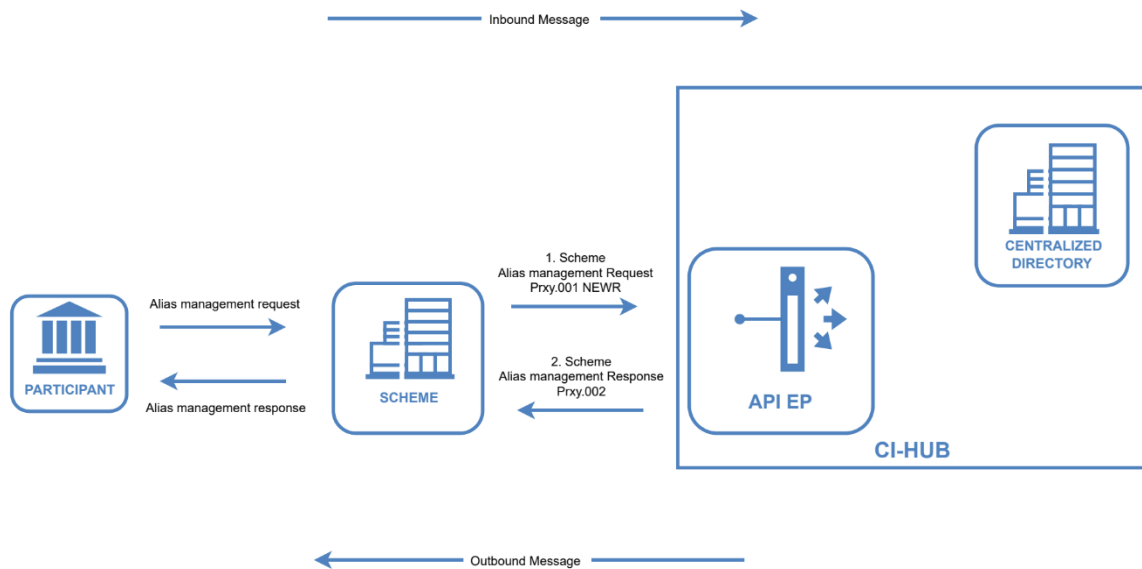 Inbound Message
CENTRALIZED
DIRECTORY
1. Scheme
Alias management Request
Prxy.001 NEWR
Alias management request
2. Scheme
Alias management Response
Prxy.002
PARTICIPANT
SCHEME
API EP
Alias management response
CI-HUB
Outbound Message